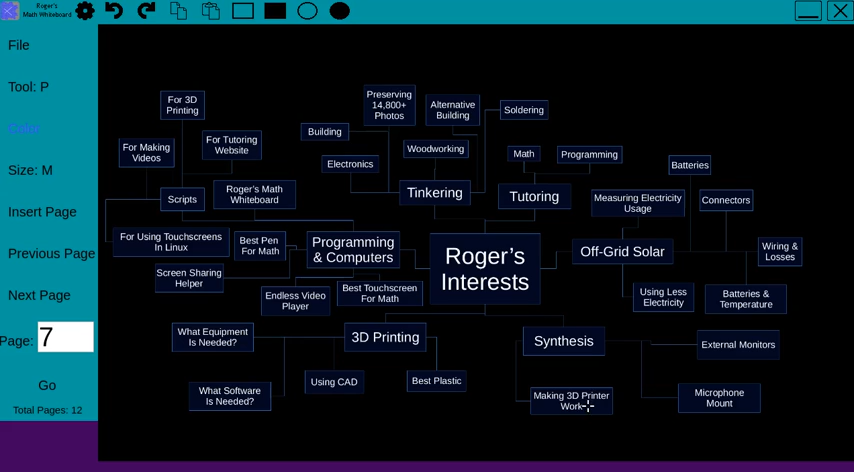 Roger's
Math Whiteboard
File
Tool: P
Color
Size: M
Insert Page
Previous Page
Next Page
Page: 7
Go
Total Pages: 12
For 3D
Printing
Preserving
14,800+
Photos
Alternative
Building
Soldering
Building
For Making
Videos
For Tutoring
Website
Woodworking
Math
Programming
Electronics
Batteries
Scripts
Roger's Math
Whiteboard
Tinkering
Tutoring
Measuring Electricity
Usage
Connectors
For Using Touchscreens
In Linux
Best Pen
For Math
Programming
& Computers
Roger's
Interests
Off-Grid Solar
Wiring &
Losses
Screen Sharing
Helper
Endless Video
Player
Best Touchscreen
For Math
Using Less
Electricity
Batteries &
Temperature
What Equipment
Is Needed?
3D Printing
Synthesis
External Monitors
What Software
Is Needed?
Using CAD
Best Plastic
Making 3D Printer
Work
Microphone
Mount